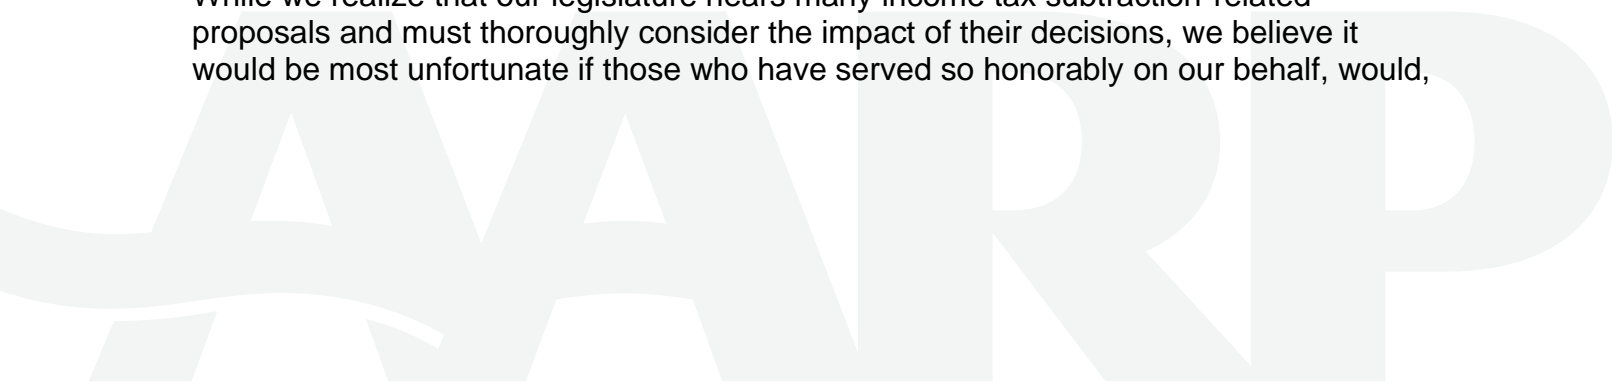 While we realize that our legislature hears many income tax subtraction-related
proposals and must thoroughly consider the impact of their decisions, we believe it
would be most unfortunate if those who have served so honorably on our behalf, would,
AARP